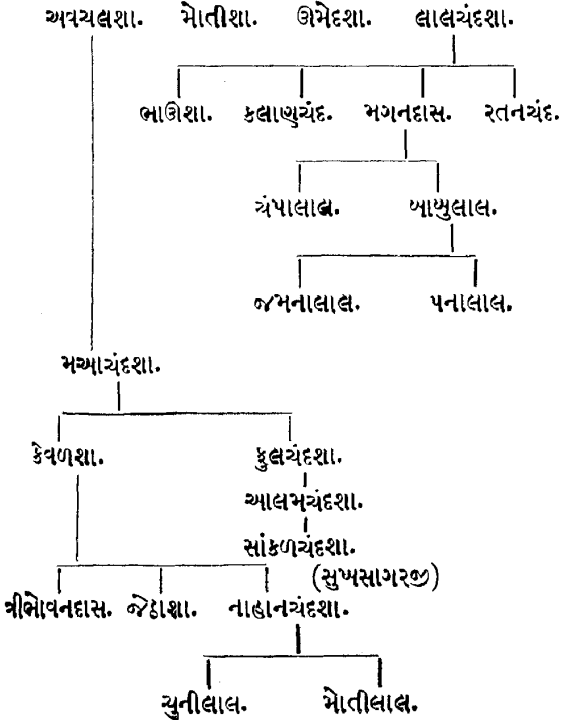 અવચલશા. મોતીશા. ઊમેદશા. લાલચંદશા.
ભાઊશા. કલાણચંદ. મગનદાસ. રતનચંદ.
ચંપાલાલ. બાબુલાલ.
જમનાલાલ. પનાલાલ.
મઆચંદશા.
કેવળશા. ફુલચંદશા.
આલમચંદશા.
સાંકળચંદશા.
(સુખસાગરજી)
ત્રીભોવનદાસ. જેઠાશા. નાહાનચંદશા.
ચુનીલાલ. મોતીલાલ.